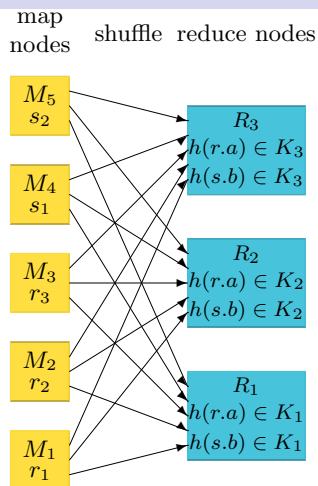 map
nodes
shuffle
reduce nodes
M₅
s₂
M₄
s₁
M₃
r₃
M₂
r₂
M₁
r₁
R₃
h(r.a) ∈ K₃
h(s.b) ∈ K₃
R₂
h(r.a) ∈ K₂
h(s.b) ∈ K₂
R₁
h(r.a) ∈ K₁
h(s.b) ∈ K₁